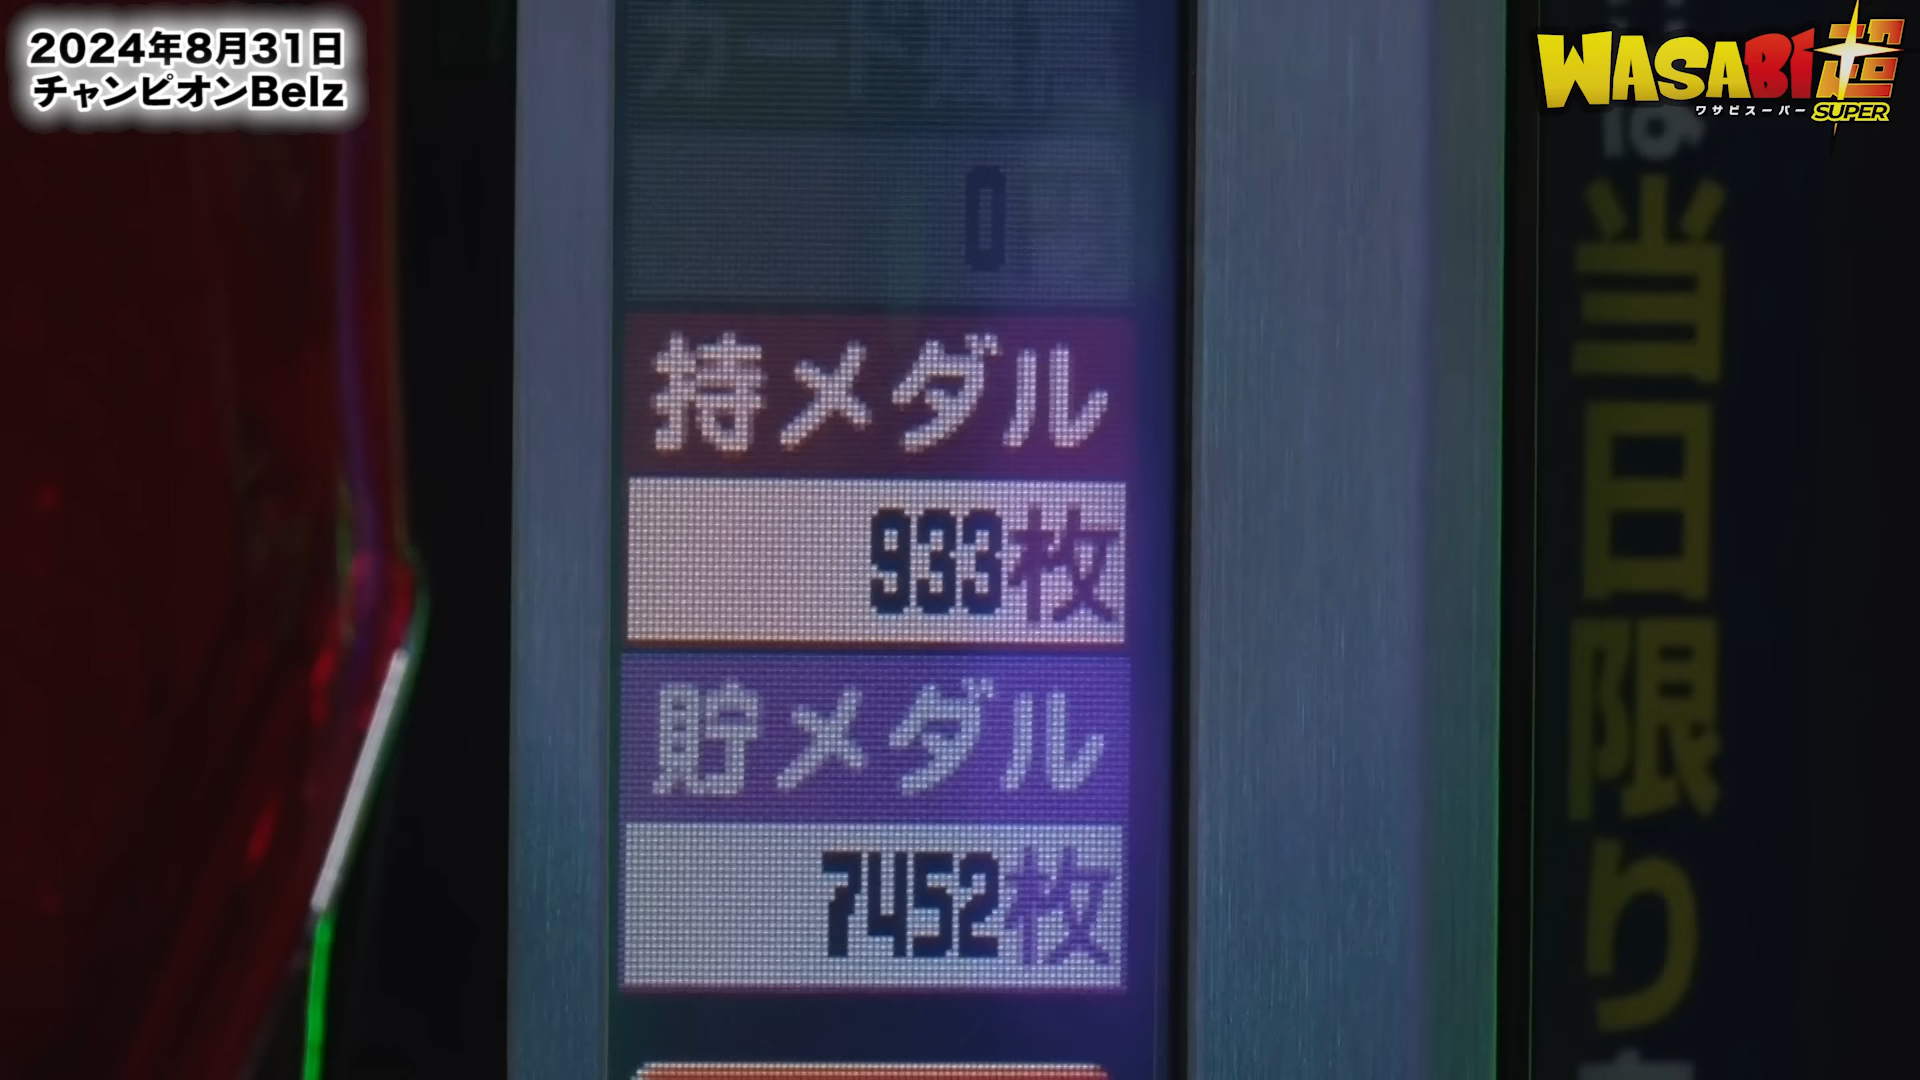 2024年8月31日
チャンピオンBelz
WASABI超
ワサビスーパー SUPER
0
持メダル
933枚
貯メダル
7452枚
は当日限り